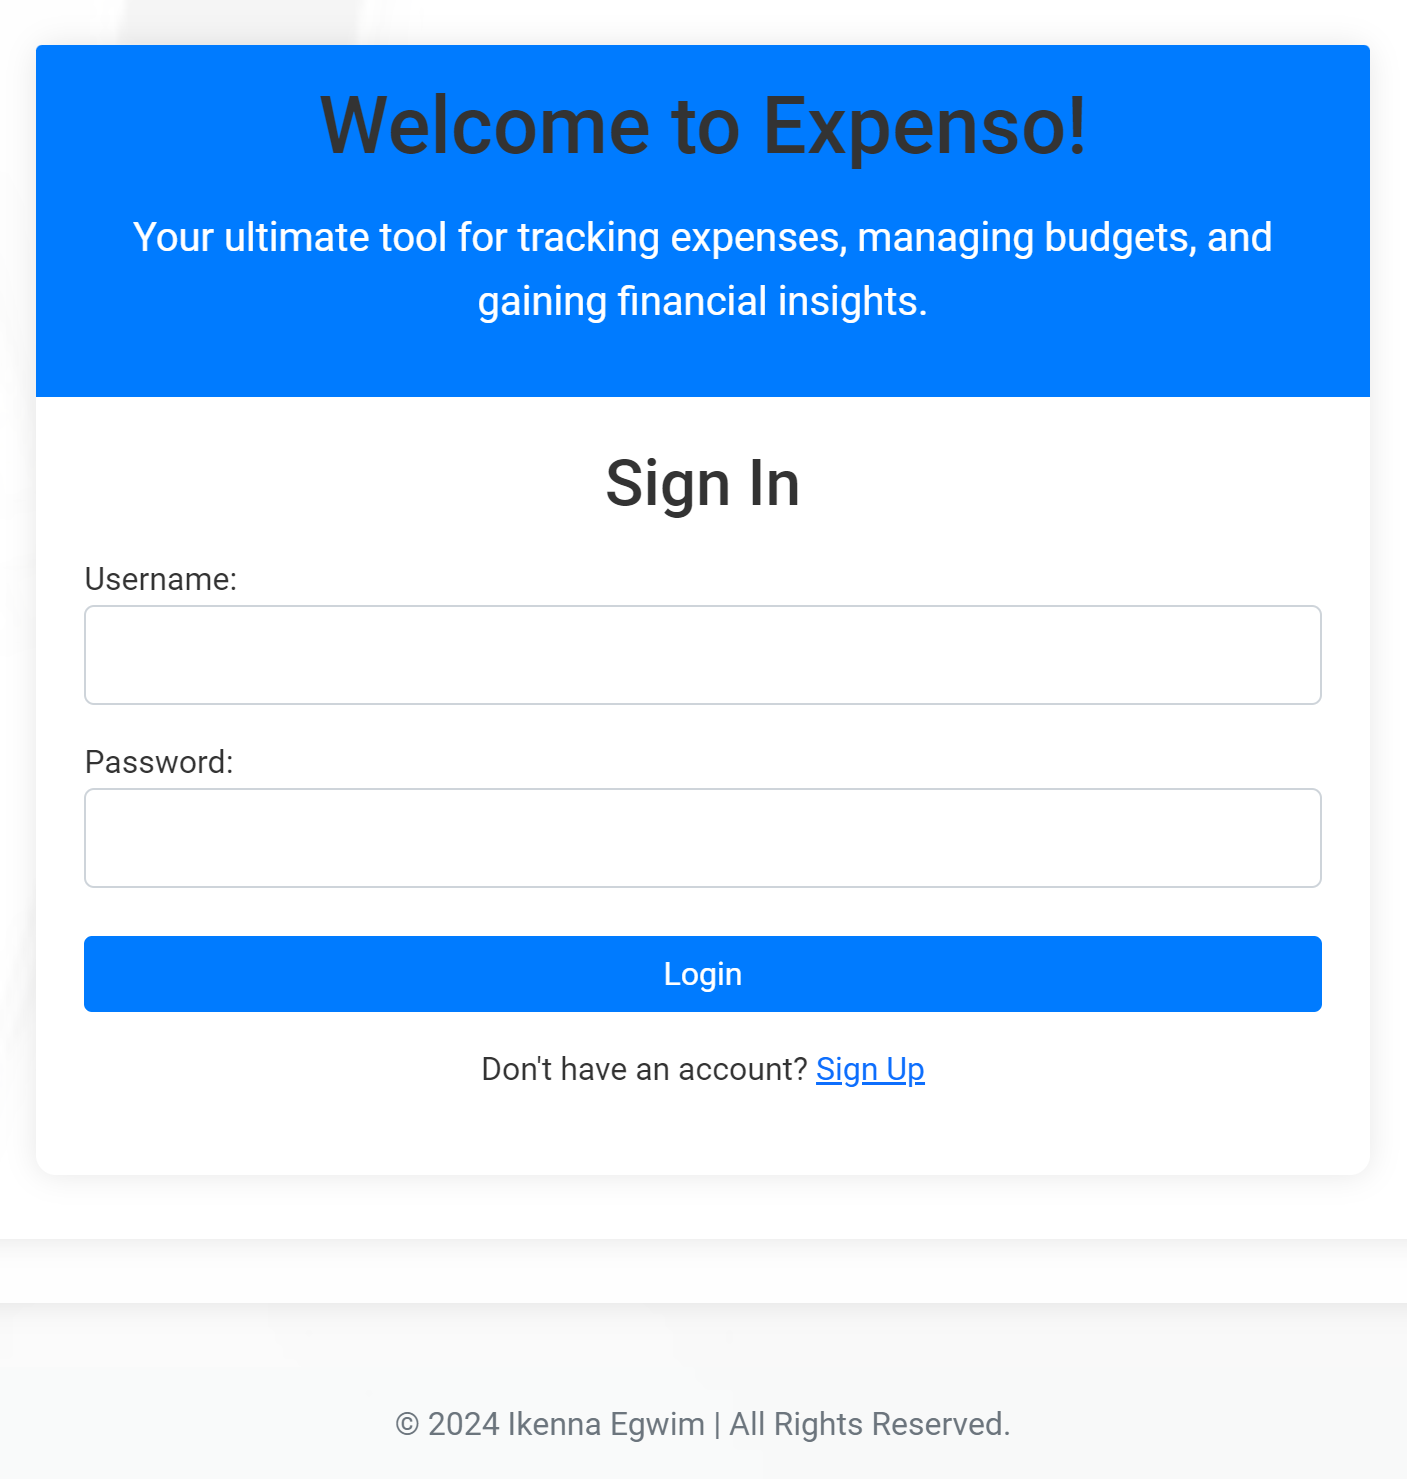 Welcome to Expenso!
Your ultimate tool for tracking expenses, managing budgets, and
gaining financial insights.
Sign In
Username:
Password:
Login
Don't have an account? Sign Up
© 2024 Ikenna Egwim | All Rights Reserved.